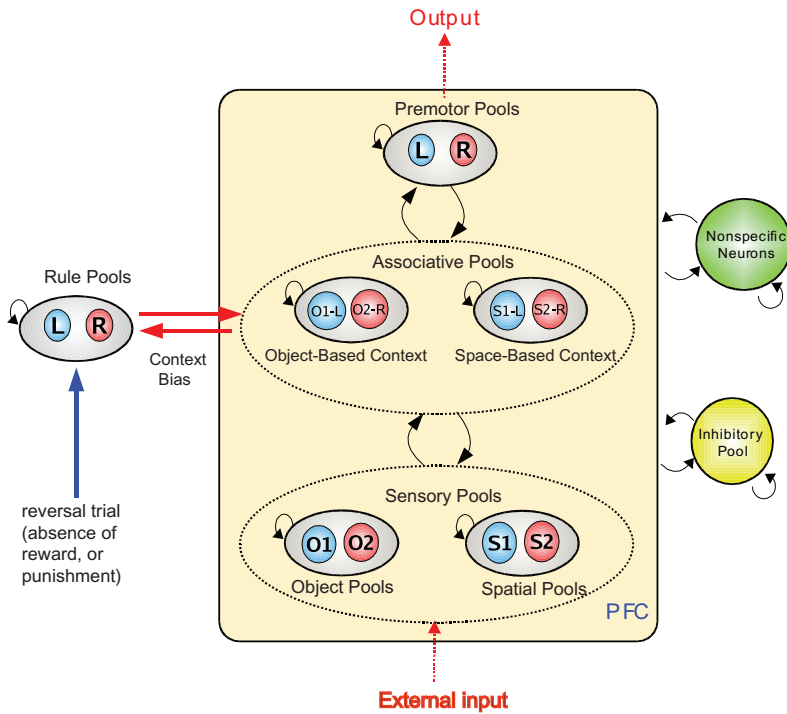 Output
Premotor Pools
L R
Nonspecific
Neurons
Associative Pools
Rule Pools
L R
O1-L O2-R
S1-L S2-R
Object-Based Context
Space-Based Context
Context
Bias
Inhibitory
Pool
reversal trial
(absence of
reward, or
punishment)
Sensory Pools
O1 O2
S1 S2
Object Pools
Spatial Pools
PFC
External input